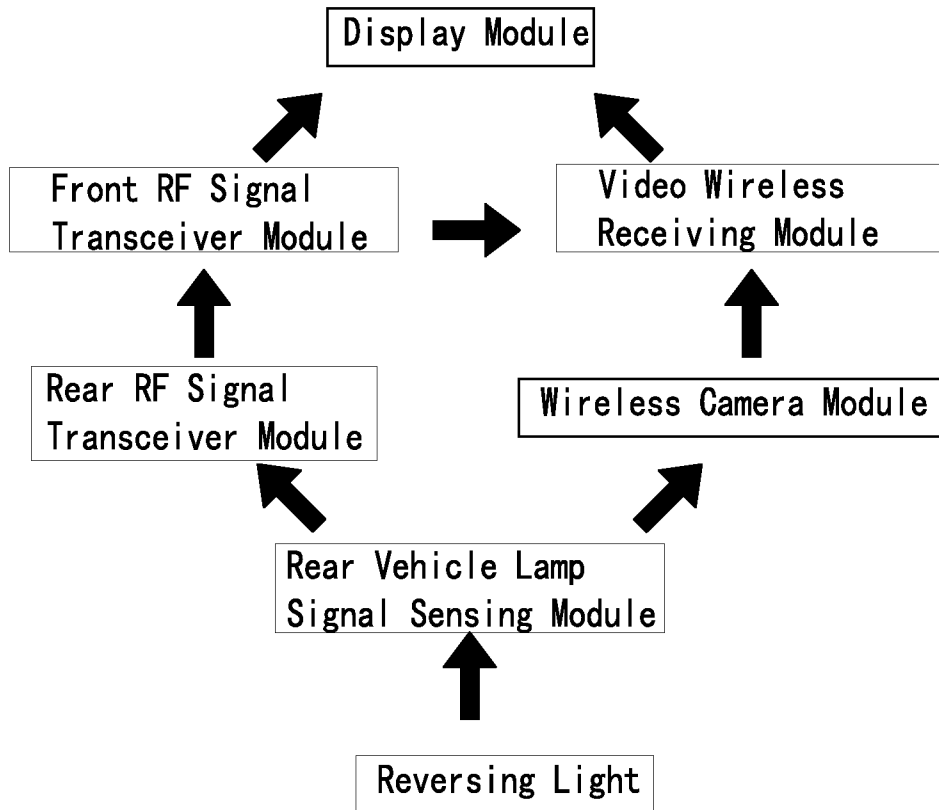 Display Module
Front RF Signal
Transceiver Module
Video Wireless
Receiving Module
Rear RF Signal
Transceiver Module
Wireless Camera Module
Rear Vehicle Lamp
Signal Sensing Module
Reversing Light